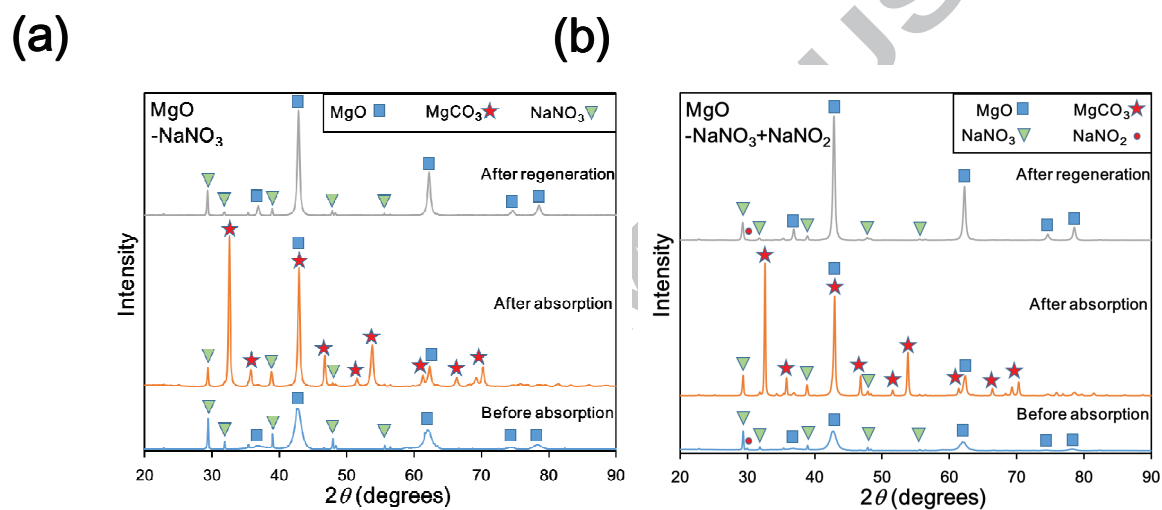 (a)
(b)
MgO
-NaNO3
MgO MgCO3 NaNO3
After regeneration
After absorption
Before absorption
Intensity
20 30 40 50 60 70 80 90
2θ (degrees)
MgO
-NaNO3+NaNO2
MgO MgCO3
NaNO3 NaNO2
After regeneration
After absorption
Before absorption
Intensity
20 30 40 50 60 70 80 90
2θ (degrees)